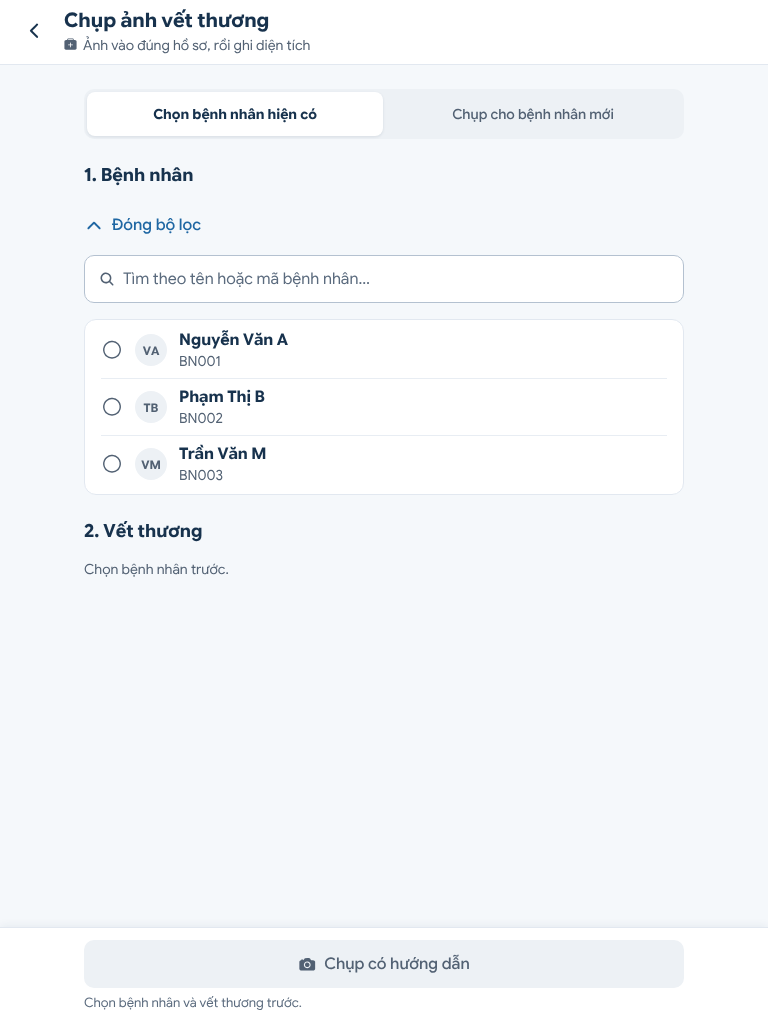 Chụp ảnh vết thương
Ảnh vào đúng hồ sơ, rồi ghi diện tích
Chọn bệnh nhân hiện có
Chụp cho bệnh nhân mới
1. Bệnh nhân
Đóng bộ lọc
Tìm theo tên hoặc mã bệnh nhân...
VA
Nguyễn Văn A
BN001
TB
Phạm Thị B
BN002
VM
Trần Văn M
BN003
2. Vết thương
Chọn bệnh nhân trước.
Chụp có hướng dẫn
Chọn bệnh nhân và vết thương trước.